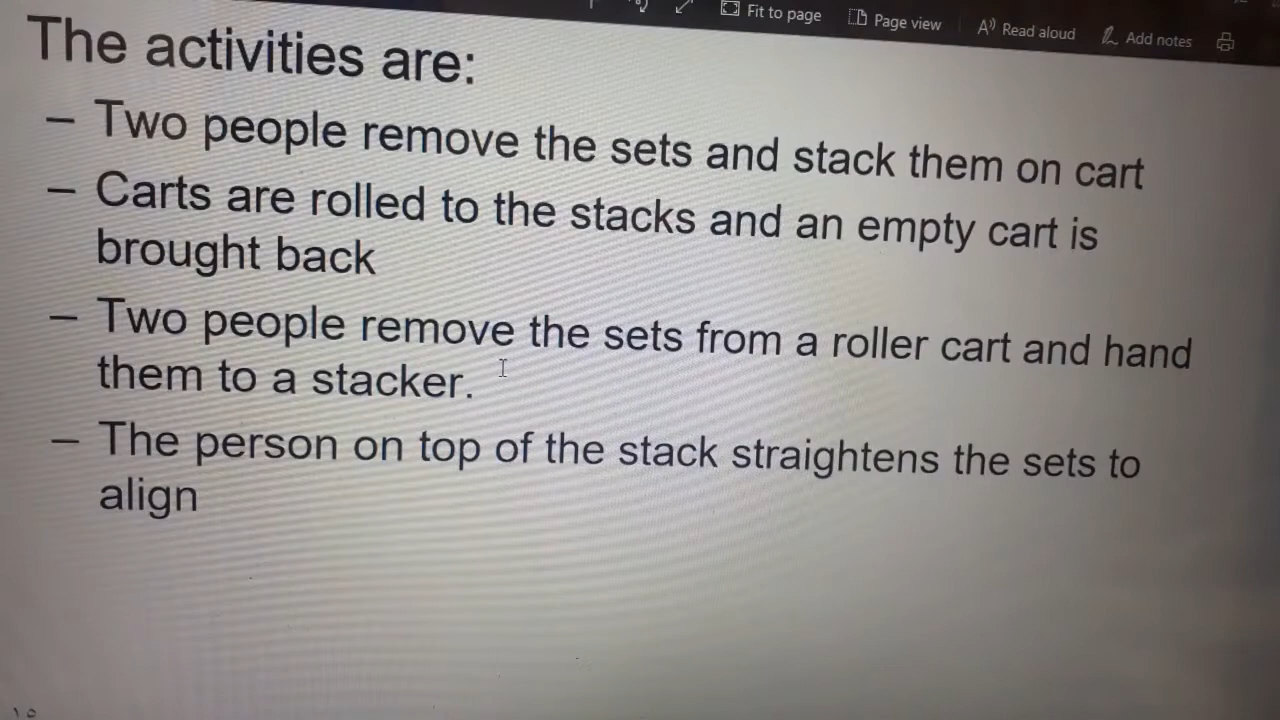 Fit to page Page view Read aloud Add notes
The activities are:
– Two people remove the sets and stack them on cart
– Carts are rolled to the stacks and an empty cart is
brought back
– Two people remove the sets from a roller cart and hand
them to a stacker.
– The person on top of the stack straightens the sets to
align
١٥